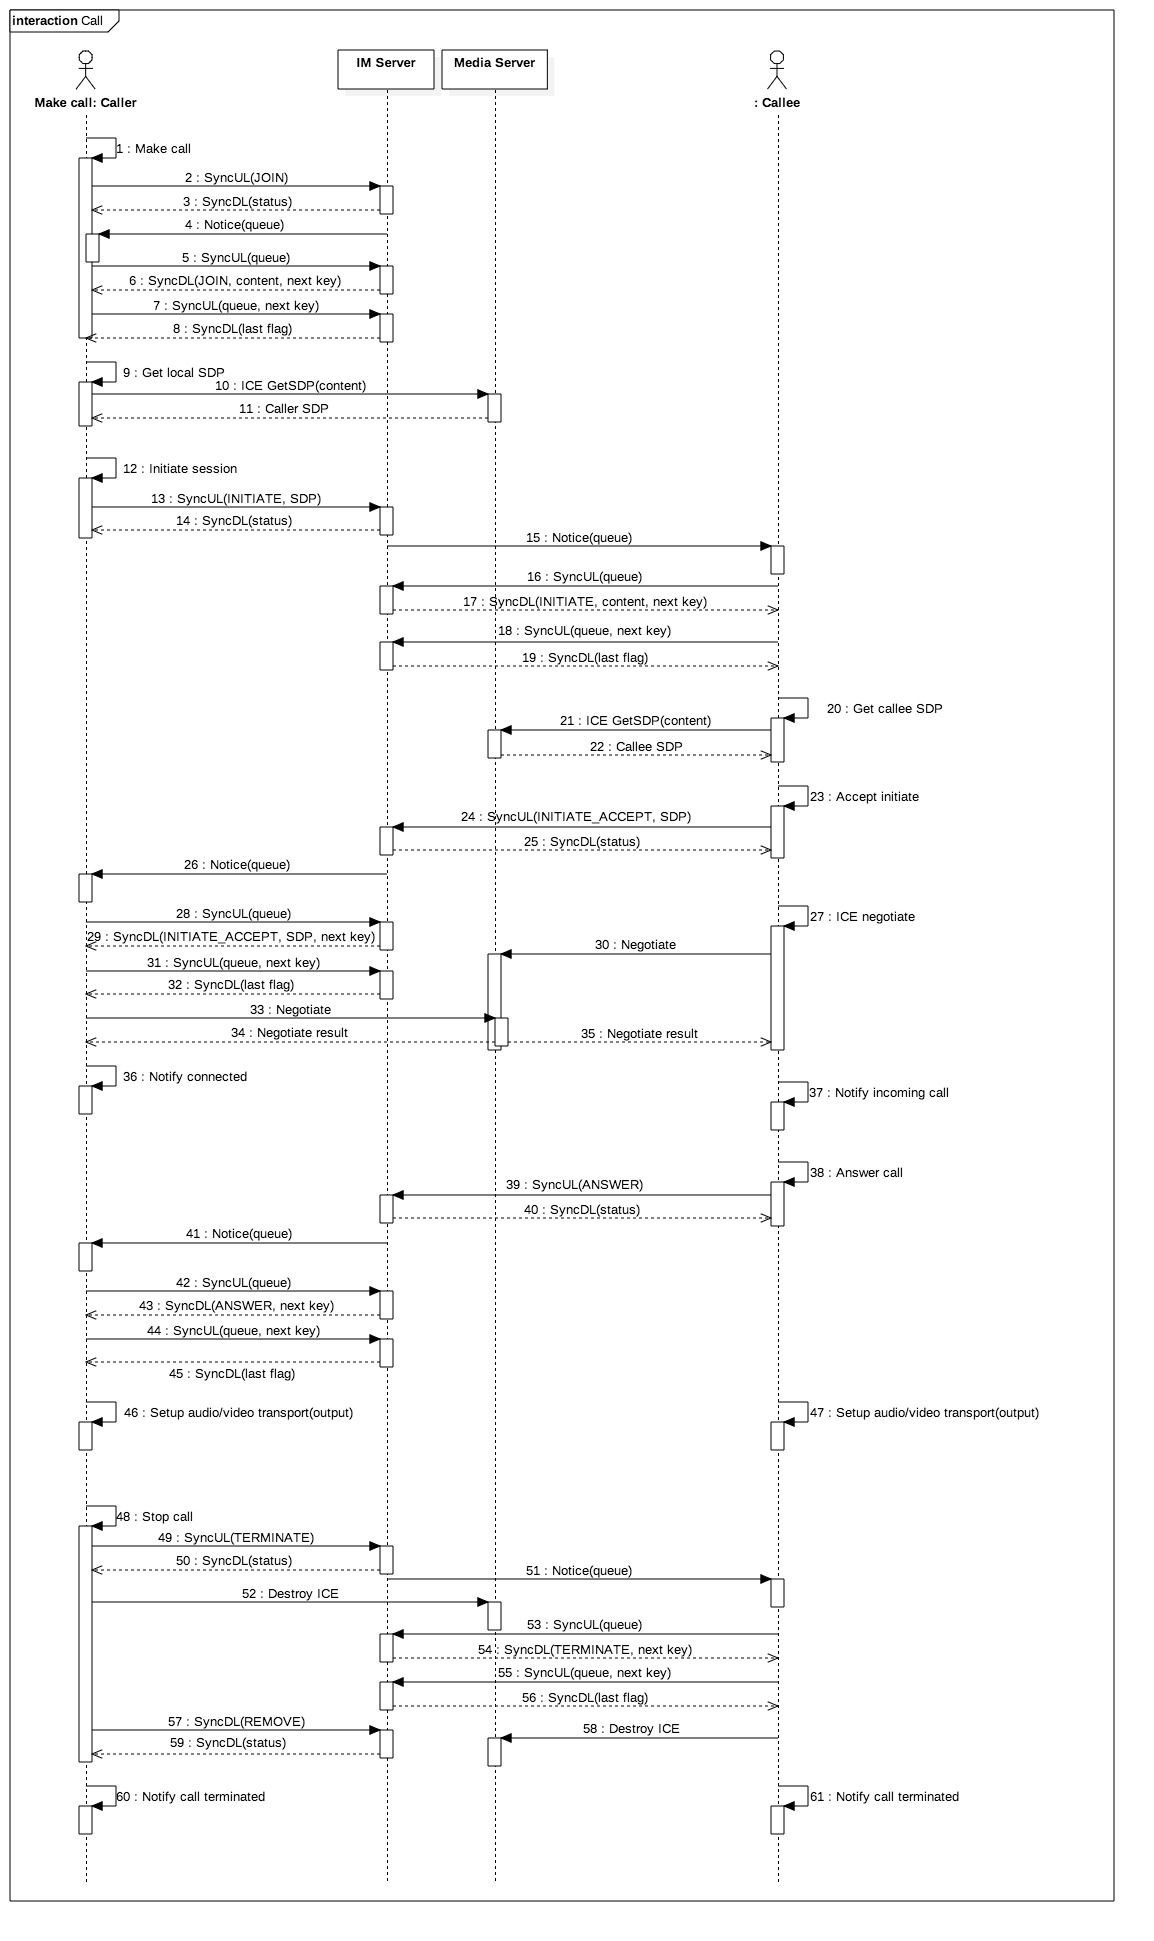 interaction Call
IM Server
Media Server
Make call: Caller
: Callee
1 : Make call
2 : SyncUL(JOIN)
3 : SyncDL(status)
4 : Notice(queue)
5 : SyncUL(queue)
6 : SyncDL(JOIN, content, next key)
7 : SyncUL(queue, next key)
8 : SyncDL(last flag)
9 : Get local SDP
10 : ICE GetSDP(content)
11 : Caller SDP
12 : Initiate session
13 : SyncUL(INITIATE, SDP)
14 : SyncDL(status)
15 : Notice(queue)
16 : SyncUL(queue)
17 : SyncDL(INITIATE, content, next key)
18 : SyncUL(queue, next key)
19 : SyncDL(last flag)
20 : Get callee SDP
21 : ICE GetSDP(content)
22 : Callee SDP
23 : Accept initiate
24 : SyncUL(INITIATE_ACCEPT, SDP)
25 : SyncDL(status)
26 : Notice(queue)
27 : ICE negotiate
28 : SyncUL(queue)
29 : SyncDL(INITIATE_ACCEPT, SDP, next key)
30 : Negotiate
31 : SyncUL(queue, next key)
32 : SyncDL(last flag)
33 : Negotiate
34 : Negotiate result
35 : Negotiate result
36 : Notify connected
37 : Notify incoming call
38 : Answer call
39 : SyncUL(ANSWER)
40 : SyncDL(status)
41 : Notice(queue)
42 : SyncUL(queue)
43 : SyncDL(ANSWER, next key)
44 : SyncUL(queue, next key)
45 : SyncDL(last flag)
46 : Setup audio/video transport(output)
47 : Setup audio/video transport(output)
48 : Stop call
49 : SyncUL(TERMINATE)
50 : SyncDL(status)
51 : Notice(queue)
52 : Destroy ICE
53 : SyncUL(queue)
54 : SyncDL(TERMINATE, next key)
55 : SyncUL(queue, next key)
56 : SyncDL(last flag)
57 : SyncDL(REMOVE)
58 : Destroy ICE
59 : SyncDL(status)
60 : Notify call terminated
61 : Notify call terminated